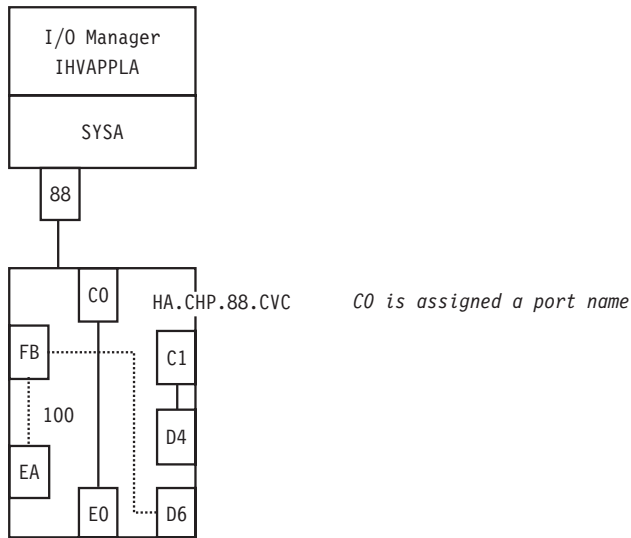 I/O Manager
IHVAPPLA
SYSA
88
C0 HA.CHP.88.CVC C0 is assigned a port name
FB C1
100
D4
EA
E0 D6